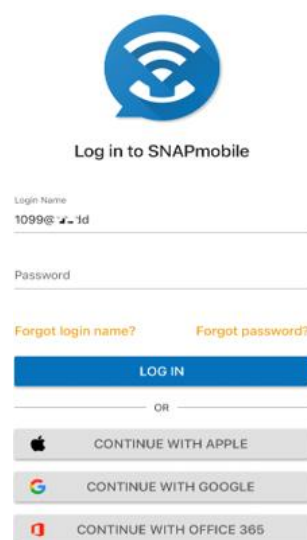 Log in to SNAPmobile
Login Name
1099@
Password
Forgot login name? Forgot password?
LOG IN
OR
CONTINUE WITH APPLE
CONTINUE WITH GOOGLE
CONTINUE WITH OFFICE 365